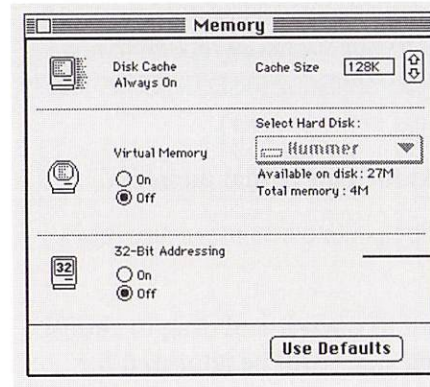 Memory
Disk Cache
Always On
Cache Size 128K
Select Hard Disk:
Hummer
Available on disk: 27M
Total memory: 4M
Virtual Memory
On
Off
32
32-Bit Addressing
On
Off
Use Defaults